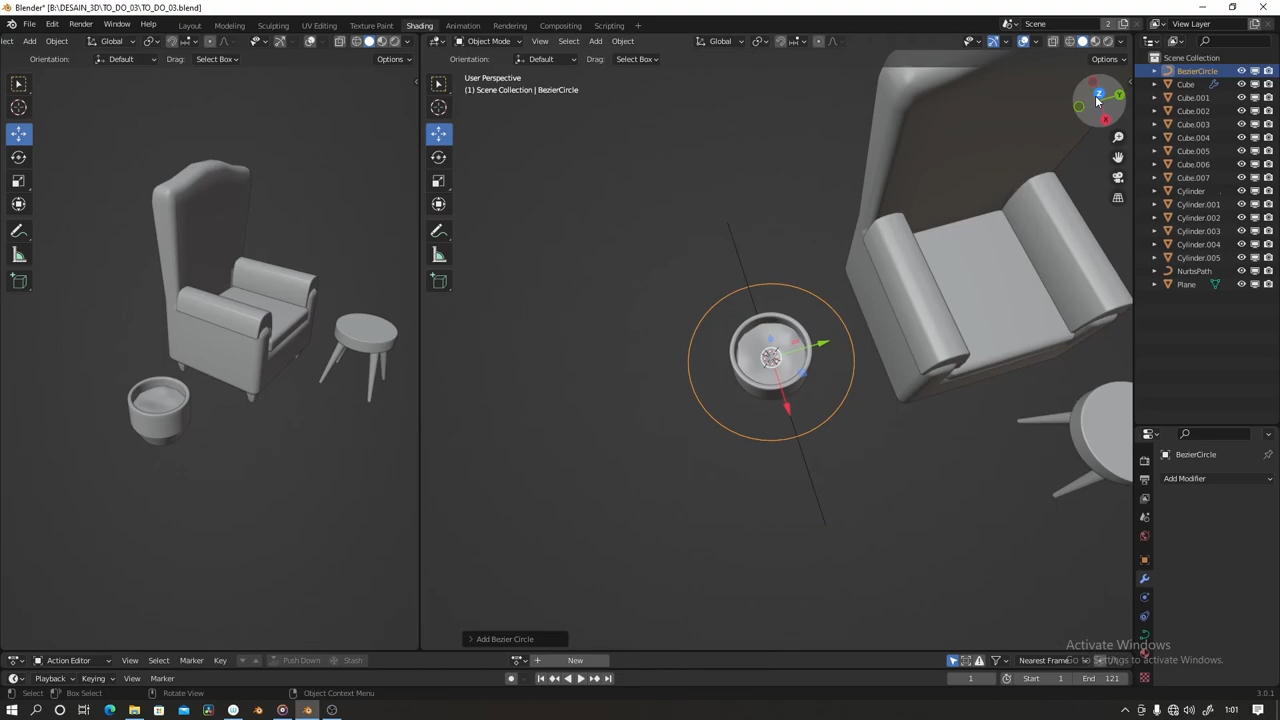 Blender* [B:\DESAIN_3D\TO_DO_03\TO_DO_03.blend]
File Edit Render Window Help Layout Modeling Sculpting UV Editing Texture Paint Shading Animation Rendering Compositing Scripting Scene 2 View Layer
lect Add Object Global Object Mode View Select Add Object Global
Orientation: Default Drag: Select Box Options Orientation: Default Drag: Select Box Options
User Perspective
(1) Scene Collection | BezierCircle
Z
Y
X
Scene Collection
BezierCircle
Cube
Cube.001
Cube.002
Cube.003
Cube.004
Cube.005
Cube.006
Cube.007
Cylinder
Cylinder.001
Cylinder.002
Cylinder.003
Cylinder.004
Cylinder.005
NurbsPath
Plane
BezierCircle
Add Modifier
Add Bezier Circle
Activate Windows
Go to Settings to activate Windows.
Action Editor View Select Marker Key Push Down Stash New Nearest Frame
Playback Keying View Marker 1 Start 1 End 121
Select Box Select Rotate View Object Context Menu 3.0.1
1:01